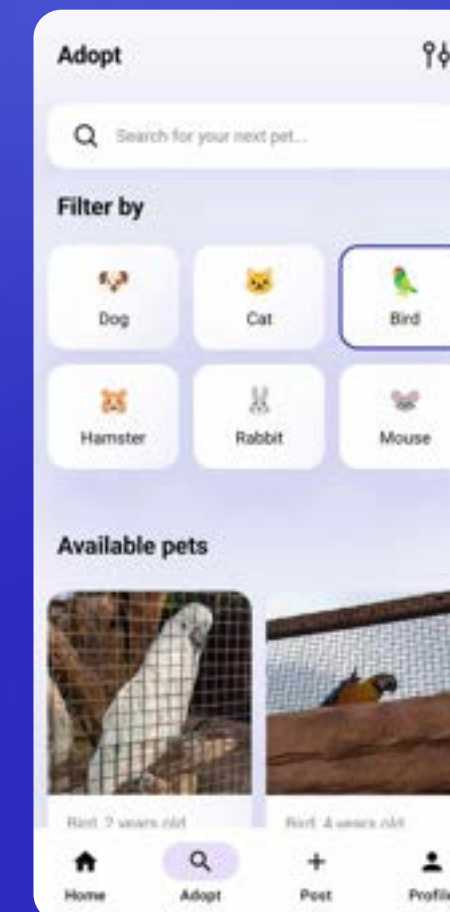 Adopt
Search for your next pet...
Filter by
Dog Cat Bird
Hamster Rabbit Mouse
Available pets
Bird, 2 years old Bird, 4 years old
Home Adopt Post Profile